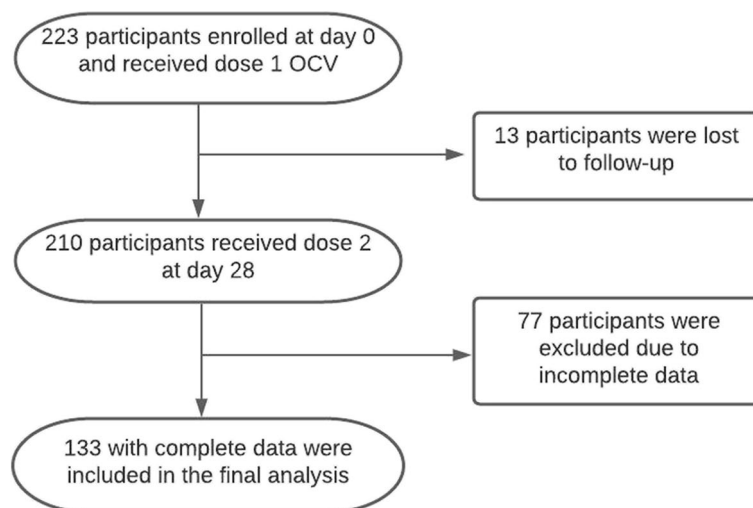 223 participants enrolled at day 0
and received dose 1 OCV
13 participants were lost
to follow-up
210 participants received dose 2
at day 28
77 participants were
excluded due to
incomplete data
133 with complete data were
included in the final analysis